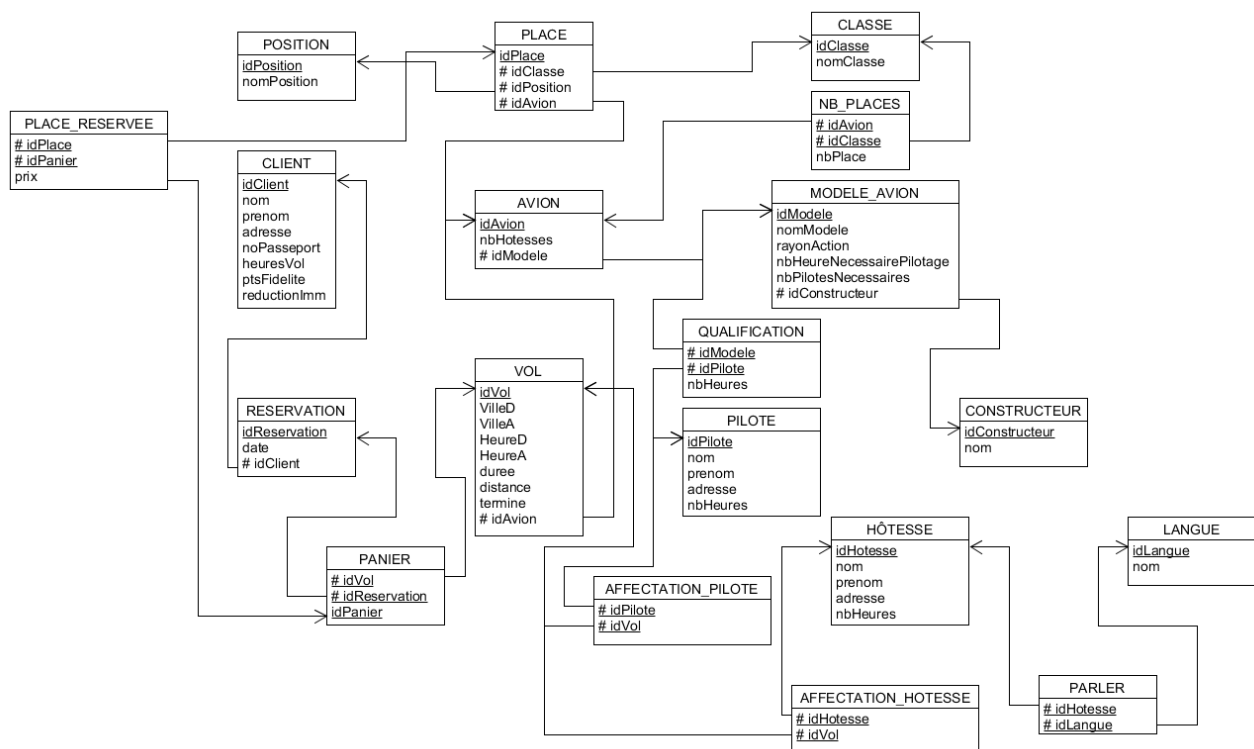 POSITION
idPosition
nomPosition
PLACE
idPlace
# idClasse
# idPosition
# idAvion
CLASSE
idClasse
nomClasse
NB_PLACES
# idAvion
# idClasse
nbPlace
PLACE_RESERVEE
# idPlace
# idPanier
prix
CLIENT
idClient
nom
prenom
adresse
noPasseport
heuresVol
ptsFidelite
reductionImm
AVION
idAvion
nbHotesses
# idModele
MODELE_AVION
idModele
nomModele
rayonAction
nbHeureNecessairePilotage
nbPilotesNecessaires
# idConstructeur
QUALIFICATION
# idModele
# idPilote
nbHeures
VOL
idVol
VilleD
VilleA
HeureD
HeureA
duree
distance
termine
# idAvion
RESERVATION
idReservation
date
# idClient
PILOTE
idPilote
nom
prenom
adresse
nbHeures
CONSTRUCTEUR
idConstructeur
nom
PANIER
# idVol
# idReservation
idPanier
AFFECTATION_PILOTE
# idPilote
# idVol
HÔTESSE
idHotesse
nom
prenom
adresse
nbHeures
LANGUE
idLangue
nom
AFFECTATION_HOTESSE
# idHotesse
# idVol
PARLER
# idHotesse
# idLangue